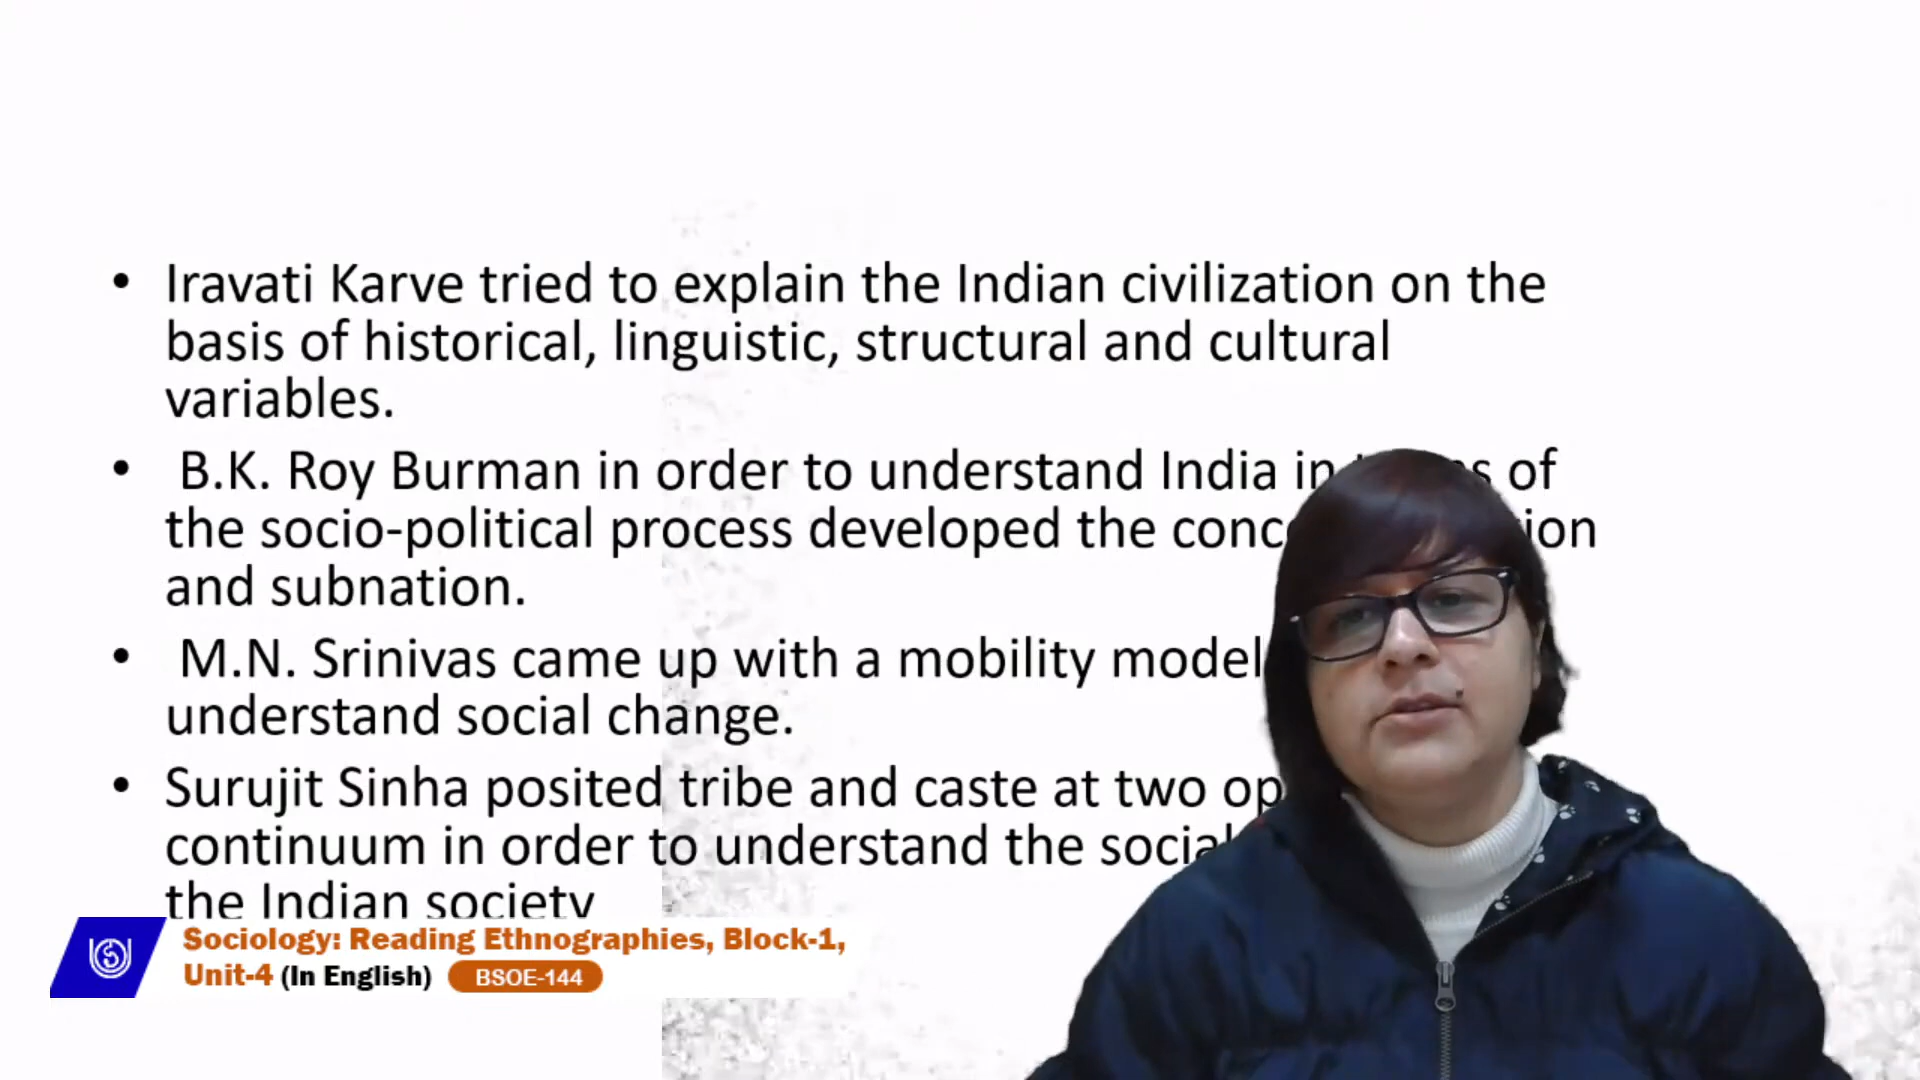 • Iravati Karve tried to explain the Indian civilization on the
basis of historical, linguistic, structural and cultural
variables.
• B.K. Roy Burman in order to understand India in of
the socio-political process developed the
and subnation.
• M.N. Srinivas came up with a mobility model
understand social change.
• Surujit Sinha posited tribe and caste at two
continuum in order to understand the social
the Indian society
Sociology: Reading Ethnographies, Block-1,
Unit-4 (In English) BSOE-144